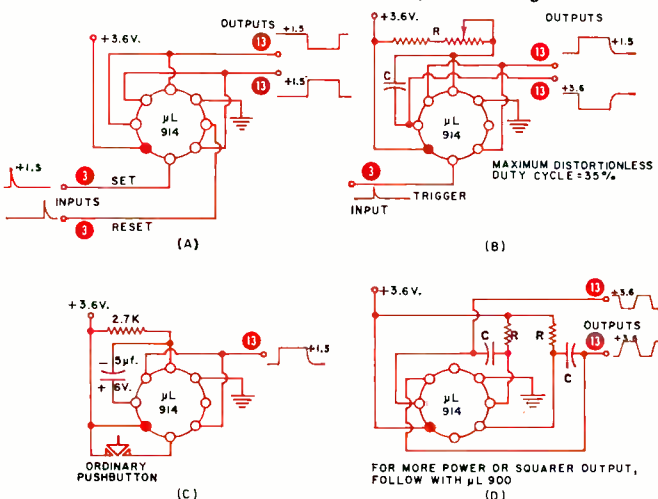 OUTPUTS
+3.6V.
13
+1.5
13
+1.5
µL
914
+1.5
3
SET
INPUTS
3
RESET
(A)
+3.6V.
R
OUTPUTS
13
+1.5
C
13
+3.6
µL
914
MAXIMUM DISTORTIONLESS
DUTY CYCLE=35%
3
TRIGGER
INPUT
(B)
+3.6V.
2.7K
13
+1.5
- 5µf.
+ 6V.
µL
914
ORDINARY
PUSHBUTTON
(C)
+3.6V.
13
+3.6
OUTPUTS
C
R
R
13
+3.6
C
µL
914
FOR MORE POWER OR SQUARER OUTPUT,
FOLLOW WITH µL 900
(D)